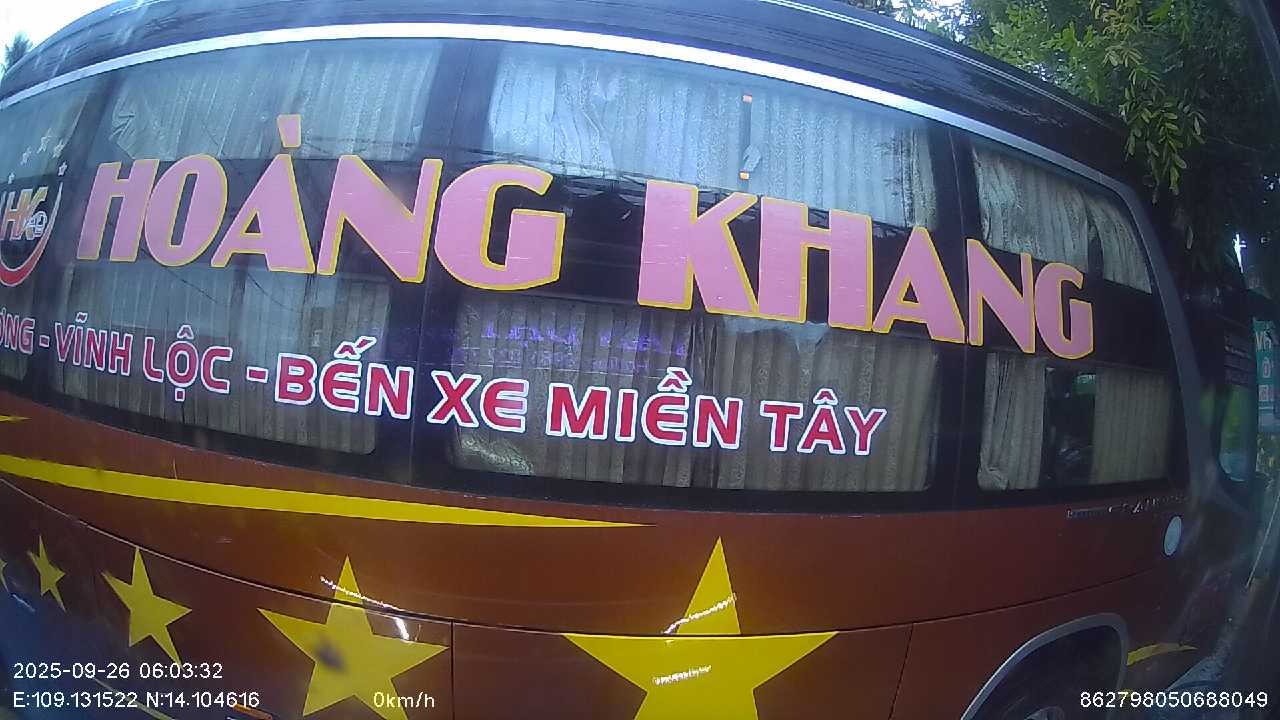 HOÀNG KHANG
HK
- VĨNH LỘC - BẾN XE MIỀN TÂY
2025-09-26 06:03:32
E:109.131522 N:14.104616 0km/h
862798050688049